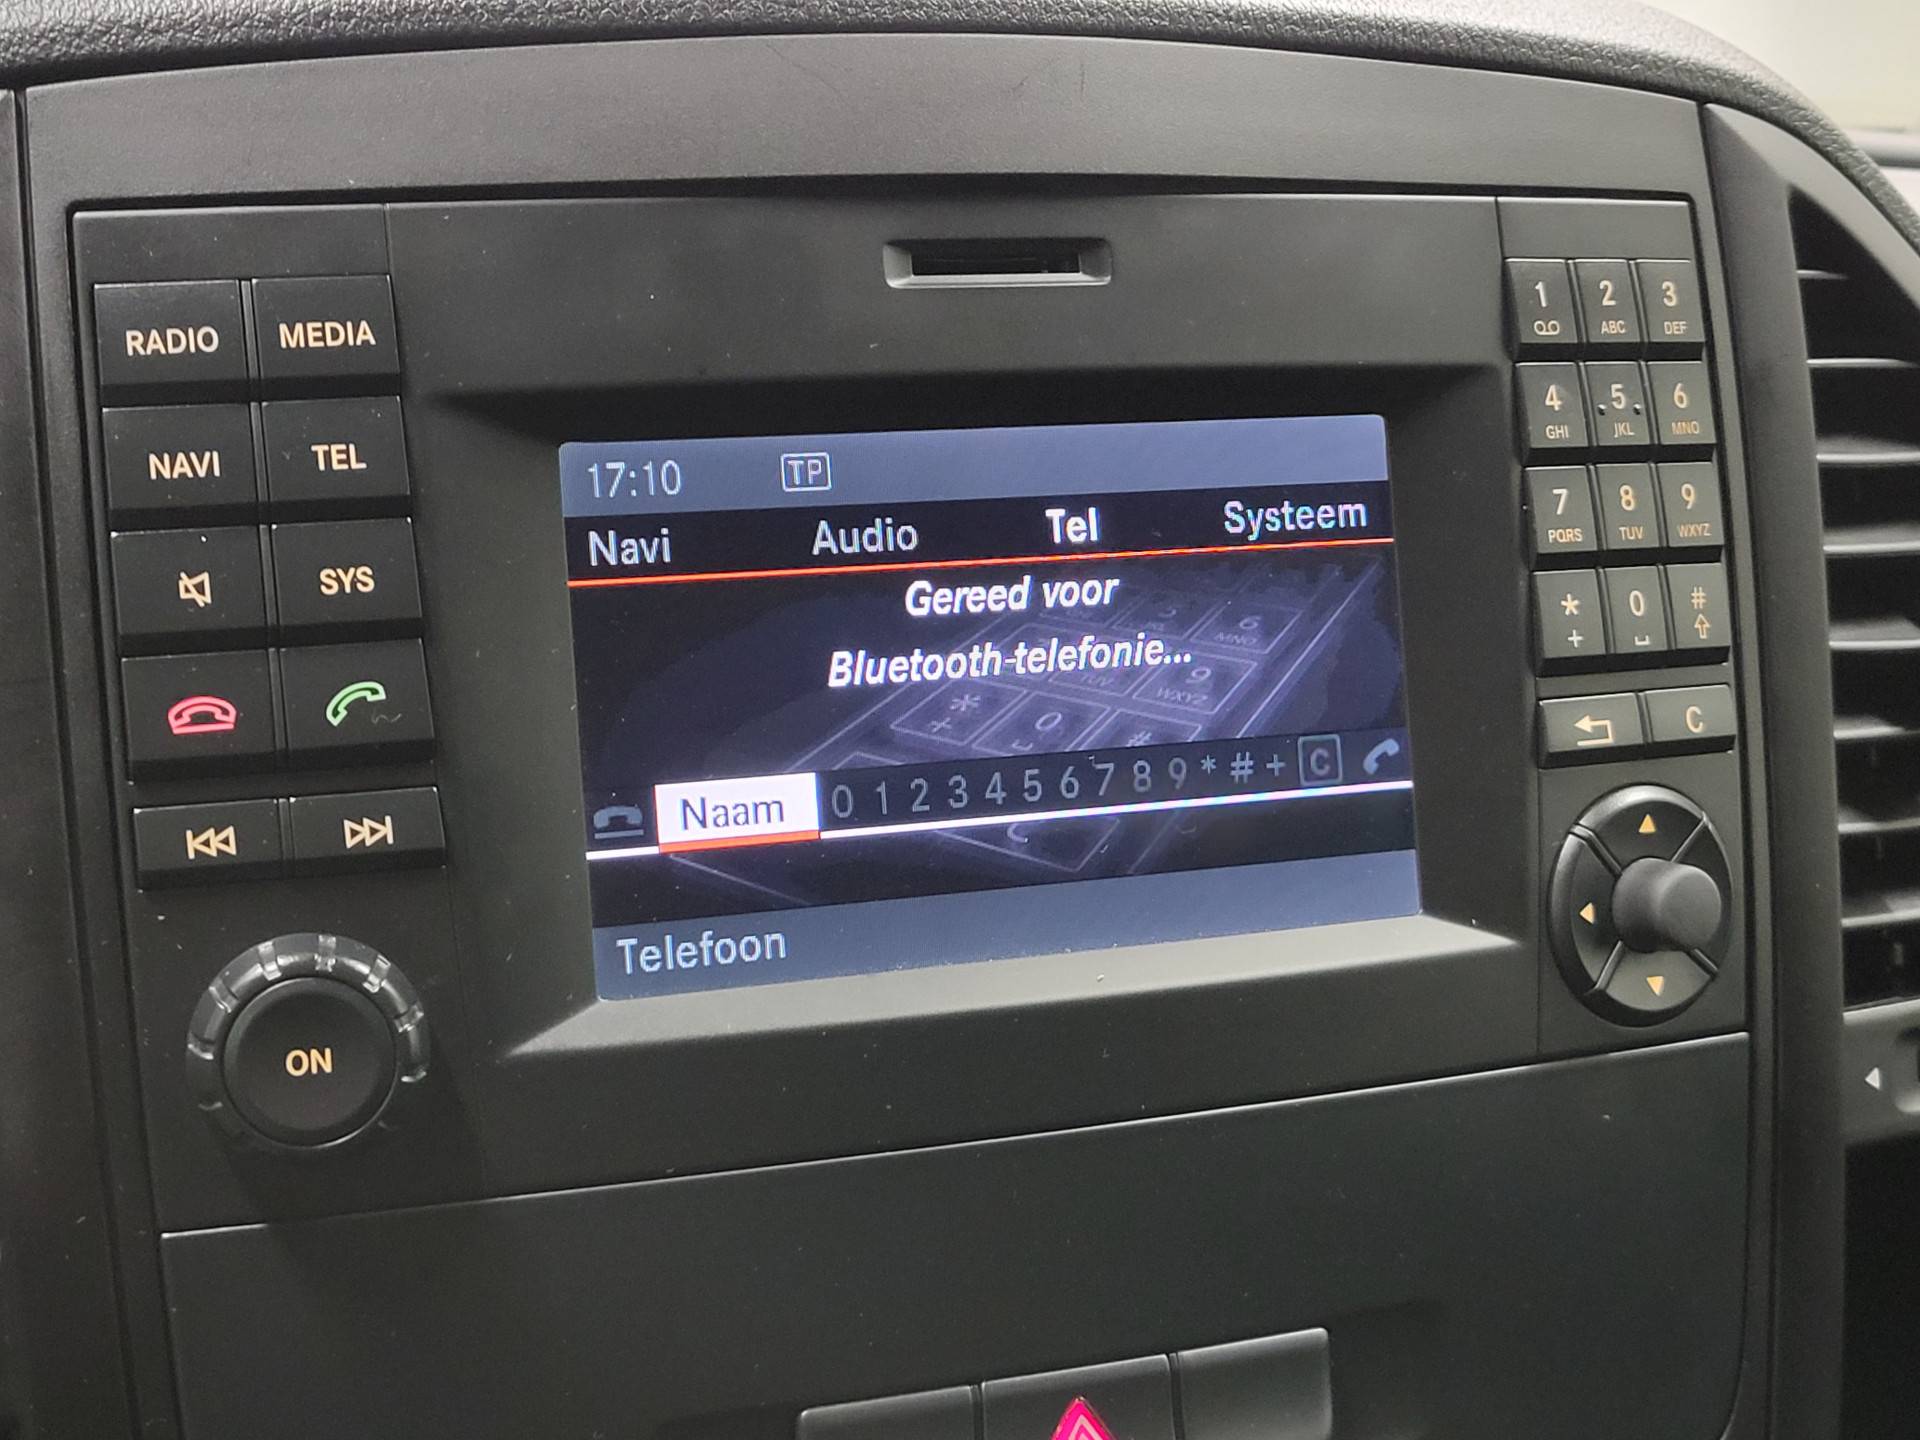 RADIO MEDIA
NAVI TEL
SYS
ON
17:10 TP
Navi Audio Tel Systeem
Gereed voor
Bluetooth-telefonie...
Naam 0 1 2 3 4 5 6 7 8 9 * # + C
Telefoon
1 2 3
ABC DEF
4 5 6
GHI JKL MNO
7 8 9
PQRS TUV WXYZ
* 0 #
+
C